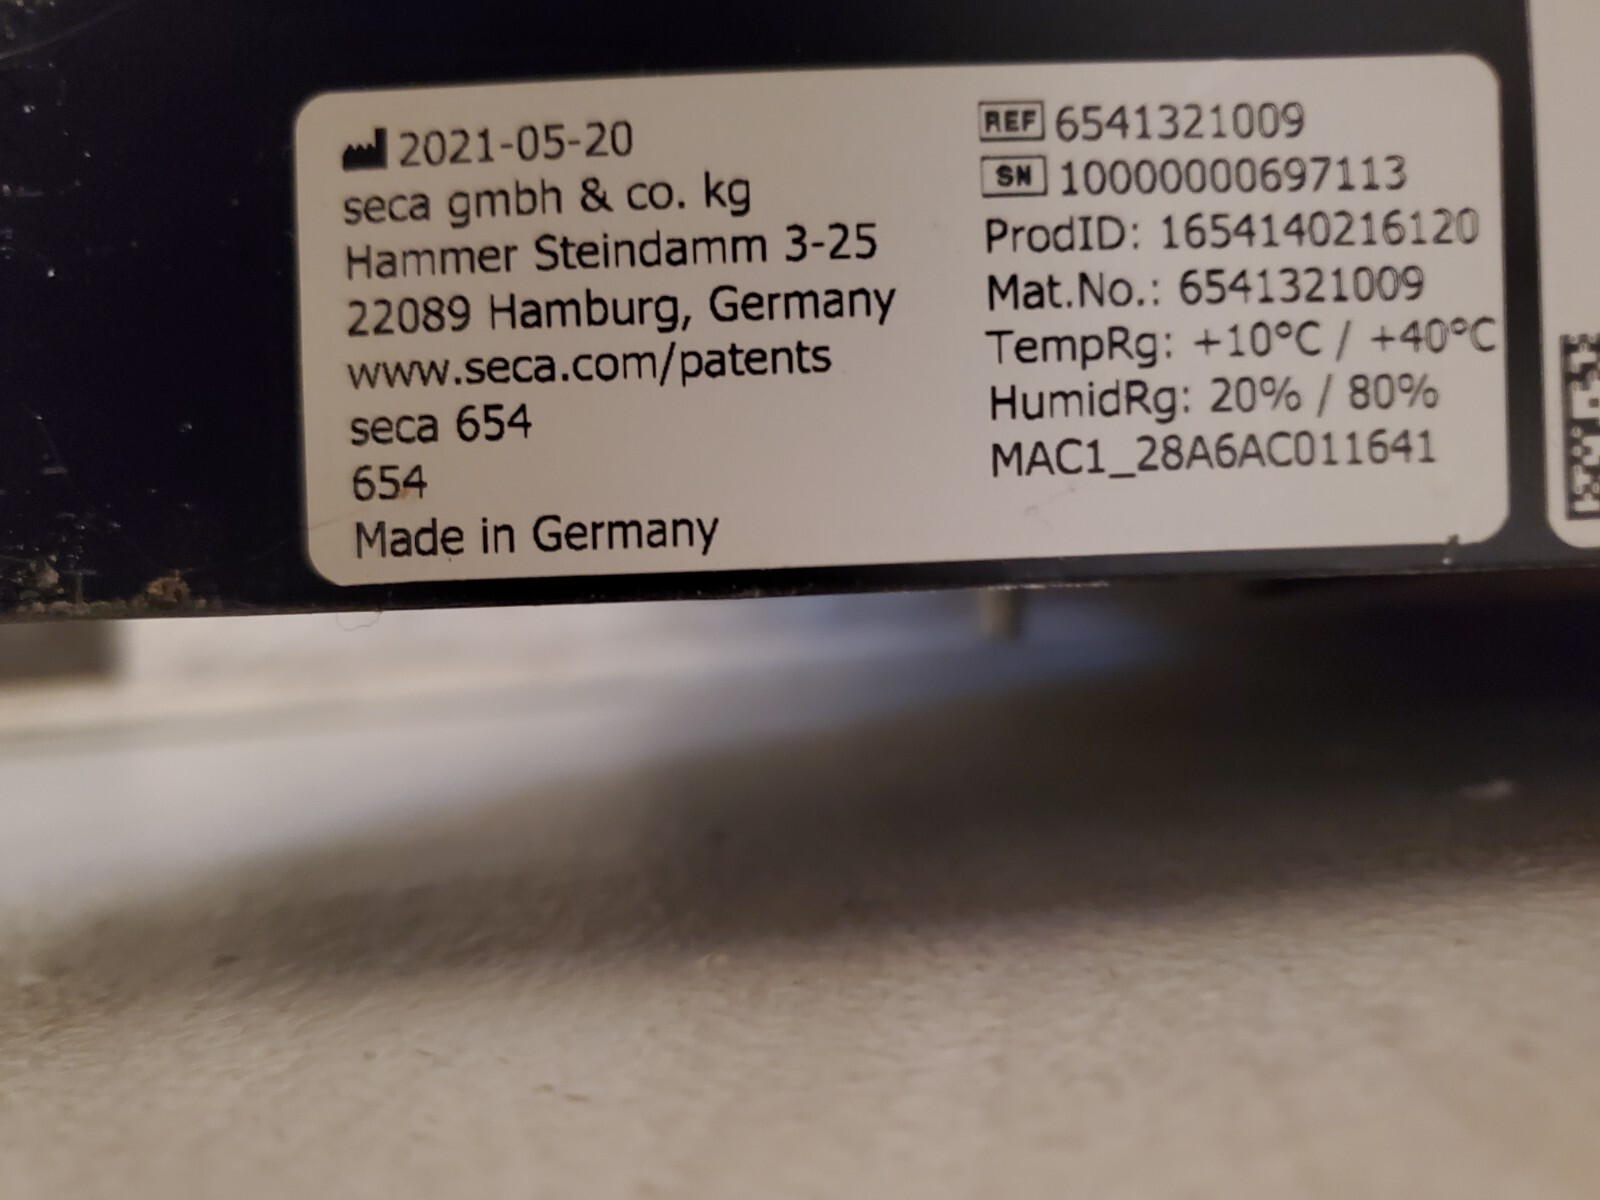 2021-05-20
seca gmbh & co. kg
Hammer Steindamm 3-25
22089 Hamburg, Germany
www.seca.com/patents
seca 654
654
Made in Germany
REF 6541321009
SN 10000000697113
ProdID: 1654140216120
Mat.No.: 6541321009
TempRg: +10°C / +40°C
HumidRg: 20% / 80%
MAC1_28A6AC011641